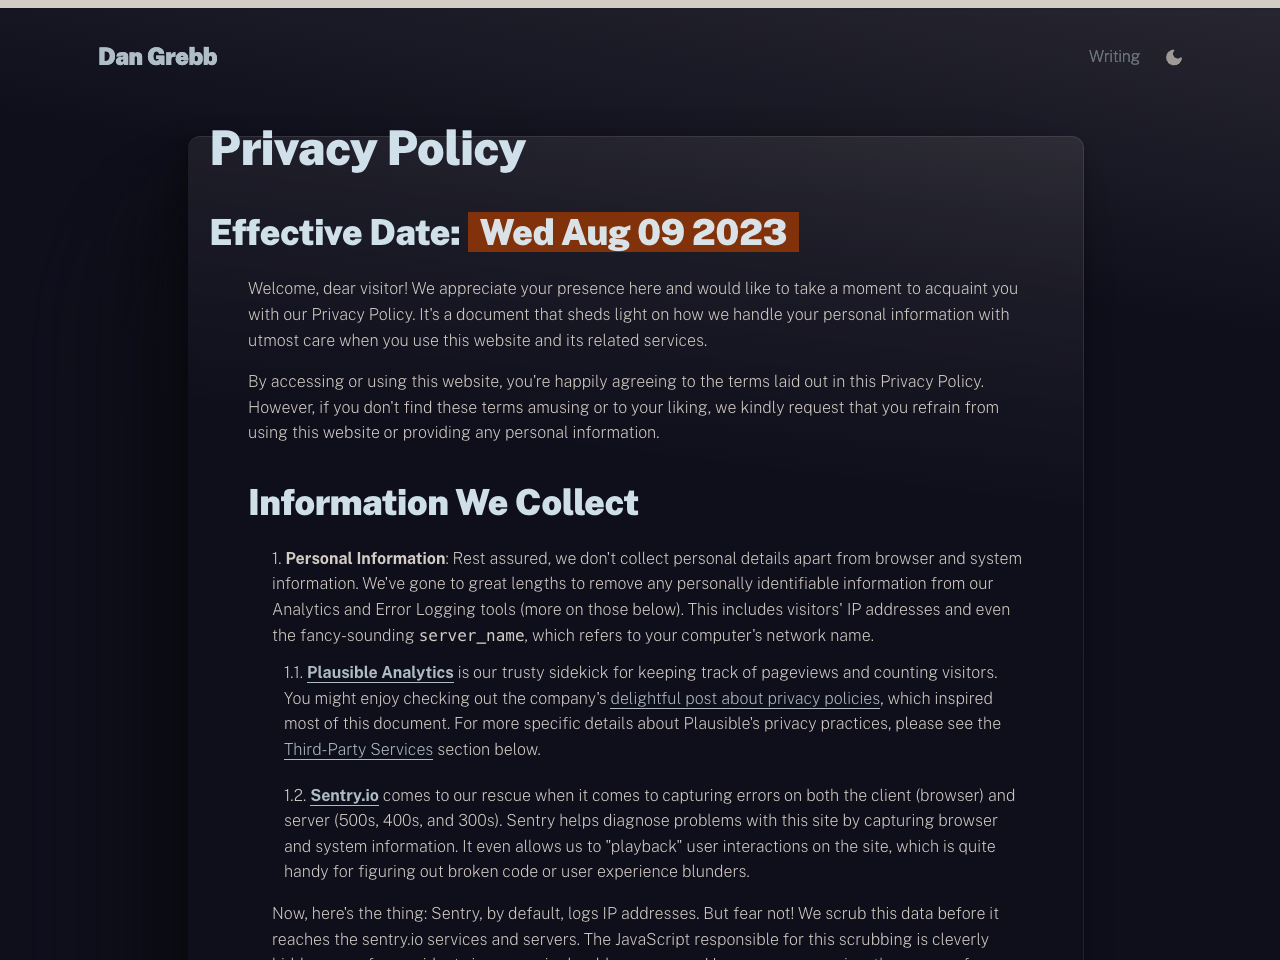 Dan Grebb
Writing
Privacy Policy
Effective Date: Wed Aug 09 2023
Welcome, dear visitor! We appreciate your presence here and would like to take a moment to acquaint you
with our Privacy Policy. It's a document that sheds light on how we handle your personal information with
utmost care when you use this website and its related services.
By accessing or using this website, you're happily agreeing to the terms laid out in this Privacy Policy.
However, if you don't find these terms amusing or to your liking, we kindly request that you refrain from
using this website or providing any personal information.
Information We Collect
1. Personal Information: Rest assured, we don't collect personal details apart from browser and system
information. We've gone to great lengths to remove any personally identifiable information from our
Analytics and Error Logging tools (more on those below). This includes visitors' IP addresses and even
the fancy-sounding server_name, which refers to your computer's network name.
1.1. Plausible Analytics is our trusty sidekick for keeping track of pageviews and counting visitors.
You might enjoy checking out the company's delightful post about privacy policies, which inspired
most of this document. For more specific details about Plausible's privacy practices, please see the
Third-Party Services section below.
1.2. Sentry.io comes to our rescue when it comes to capturing errors on both the client (browser) and
server (500s, 400s, and 300s). Sentry helps diagnose problems with this site by capturing browser
and system information. It even allows us to "playback" user interactions on the site, which is quite
handy for figuring out broken code or user experience blunders.
Now, here's the thing: Sentry, by default, logs IP addresses. But fear not! We scrub this data before it
reaches the sentry.io services and servers. The JavaScript responsible for this scrubbing is cleverly